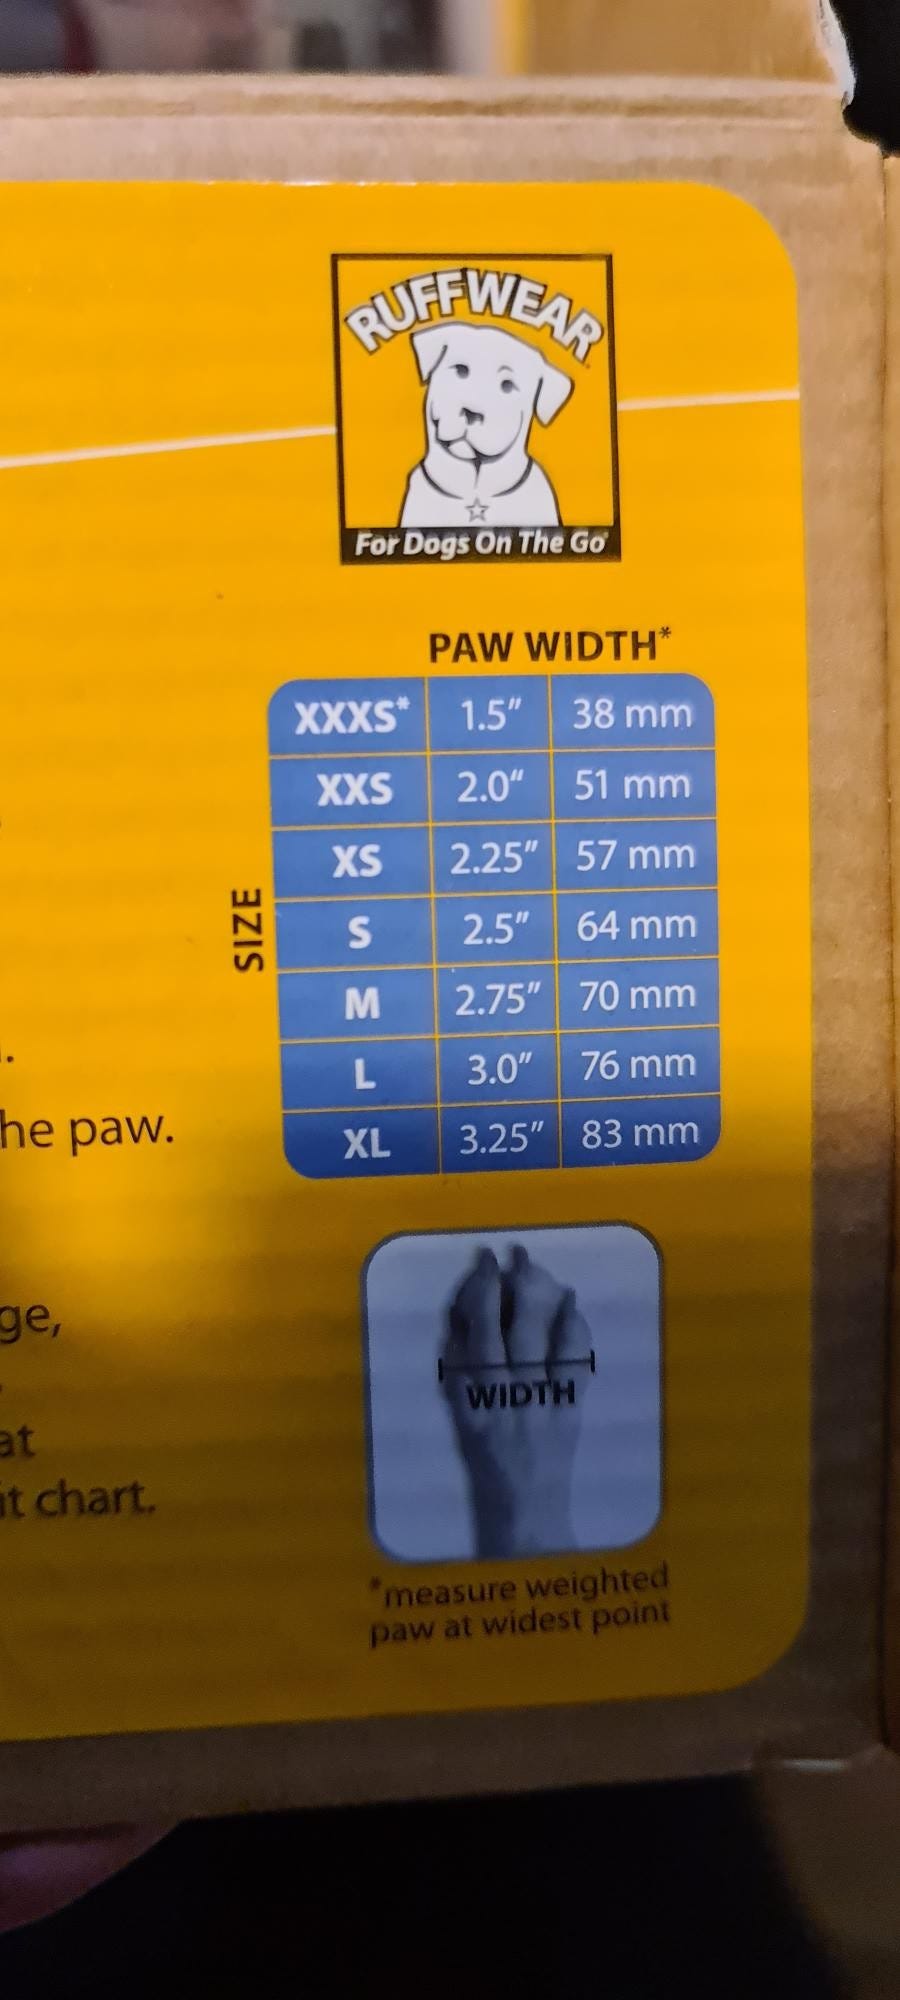 RUFFWEAR
For Dogs On The Go
PAW WIDTH*
SIZE
XXXS* 1.5" 38 mm
XXS 2.0" 51 mm
XS 2.25" 57 mm
S 2.5" 64 mm
M 2.75" 70 mm
L 3.0" 76 mm
XL 3.25" 83 mm
he paw.
ge,
at
it chart.
WIDTH
*measure weighted
paw at widest point